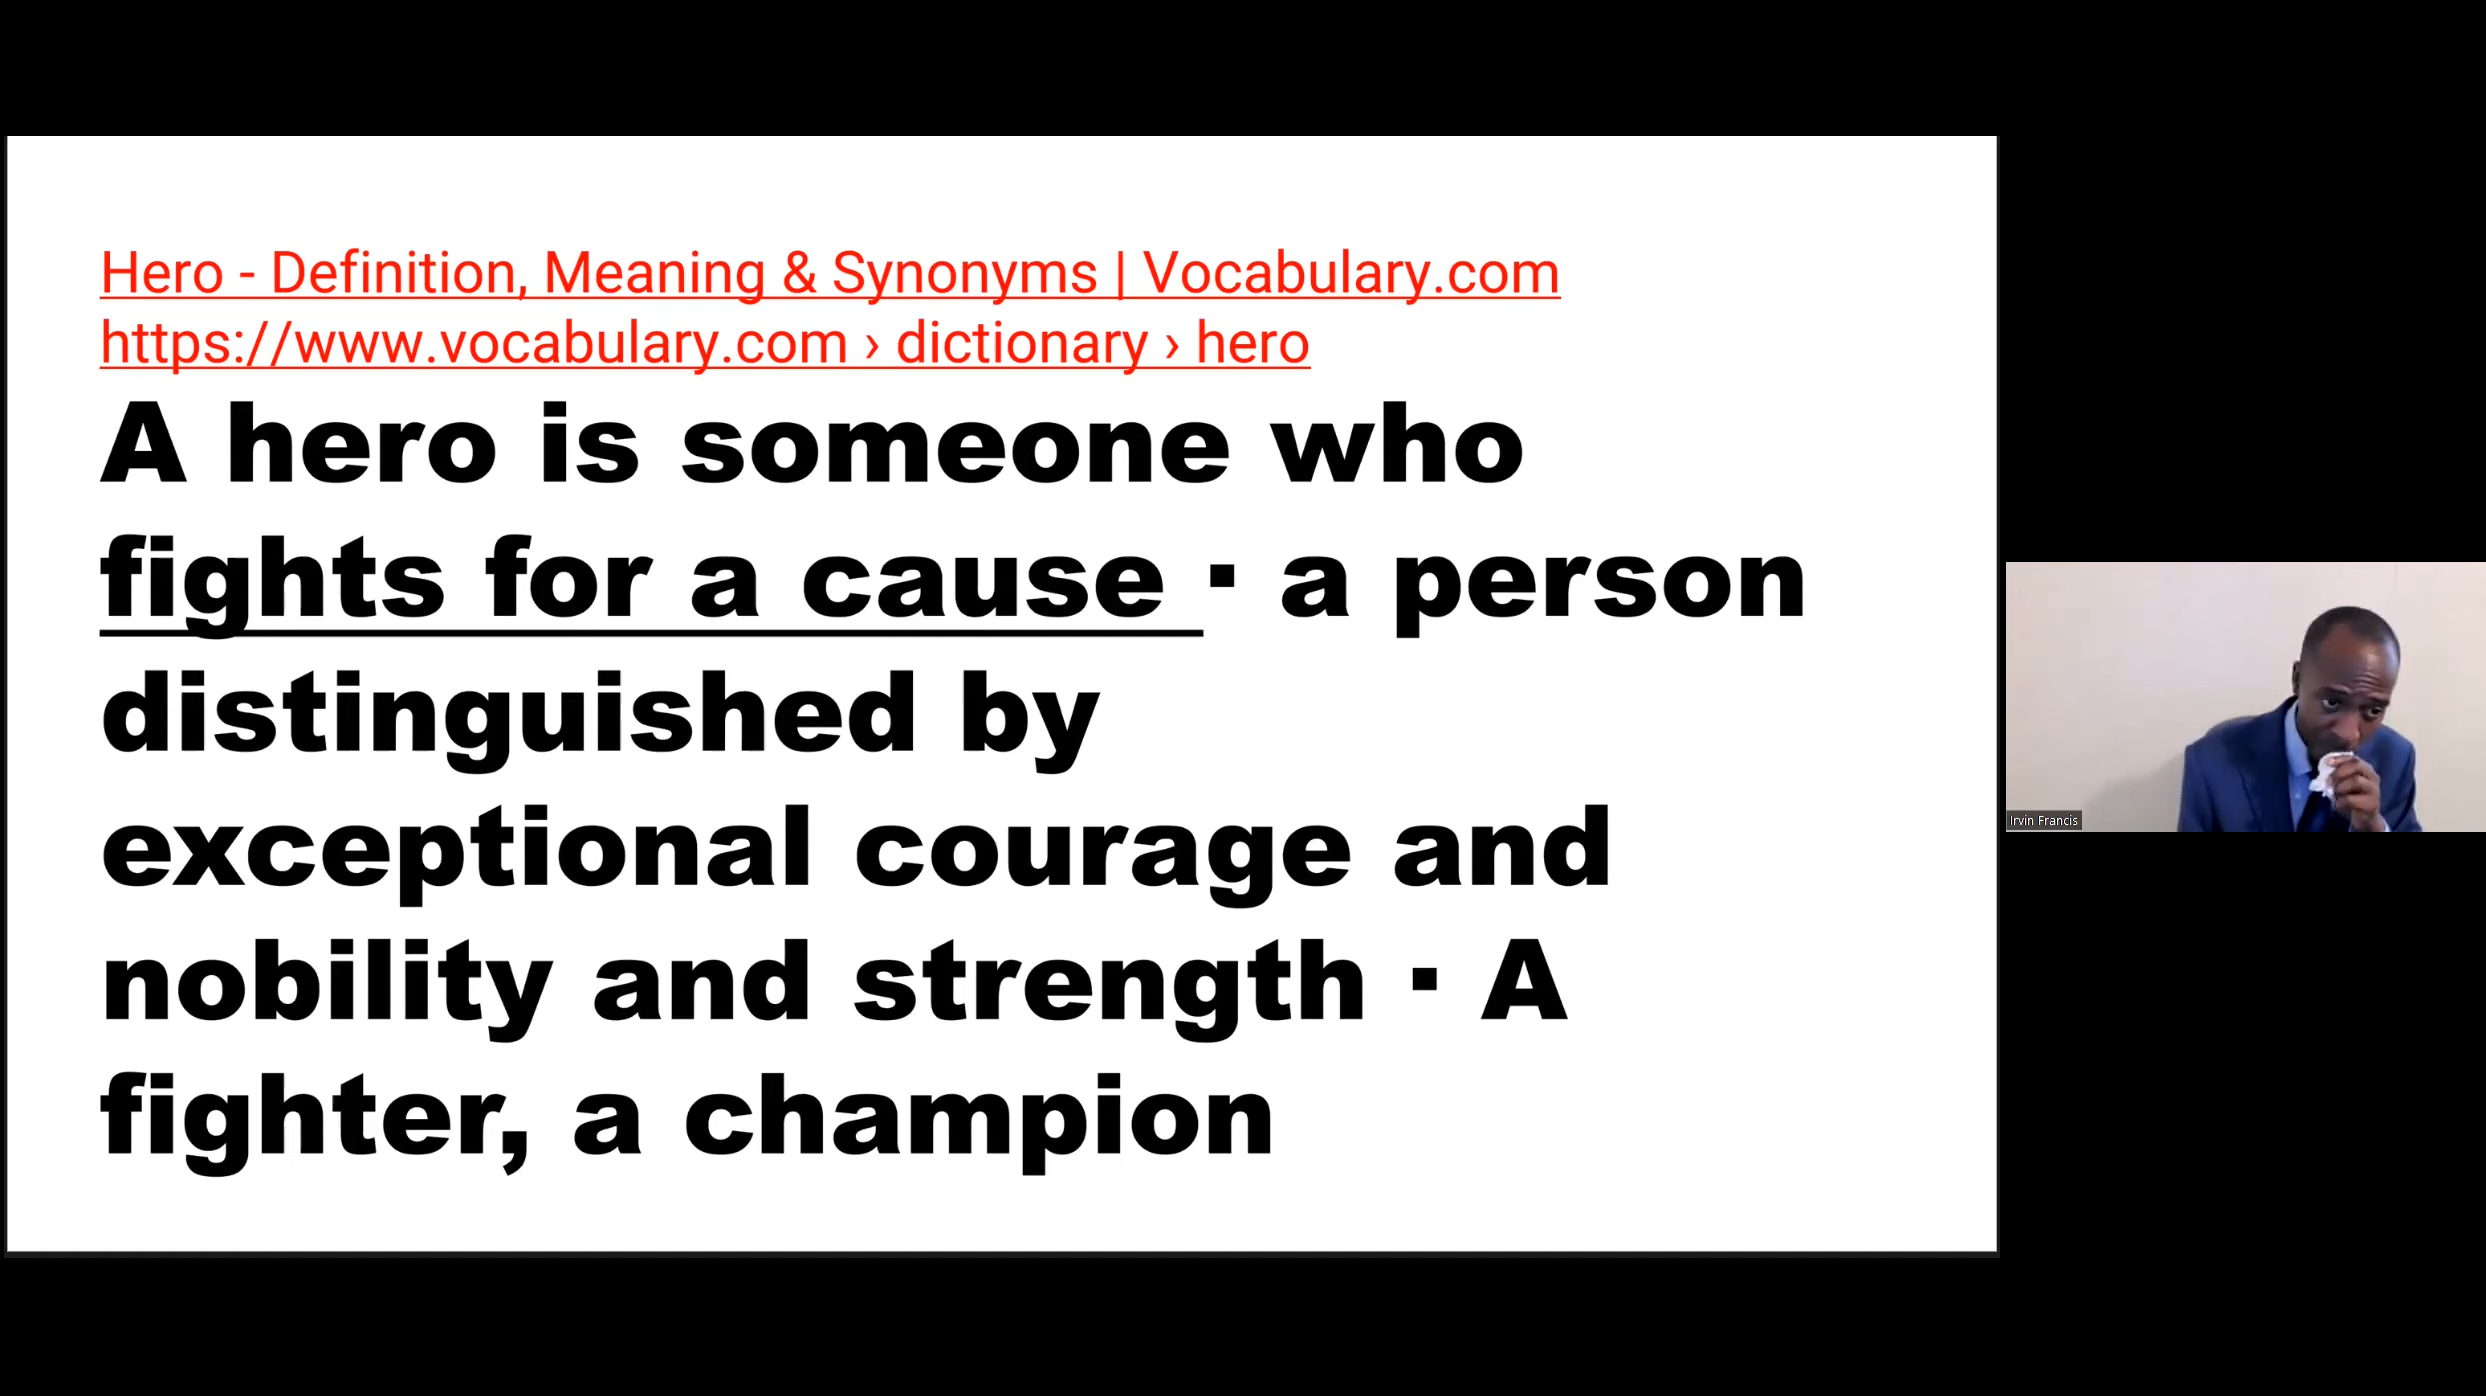 Hero - Definition, Meaning & Synonyms | Vocabulary.com
https://www.vocabulary.com › dictionary › hero
A hero is someone who
fights for a cause · a person
distinguished by
exceptional courage and
nobility and strength · A
fighter, a champion
Irvin Francis